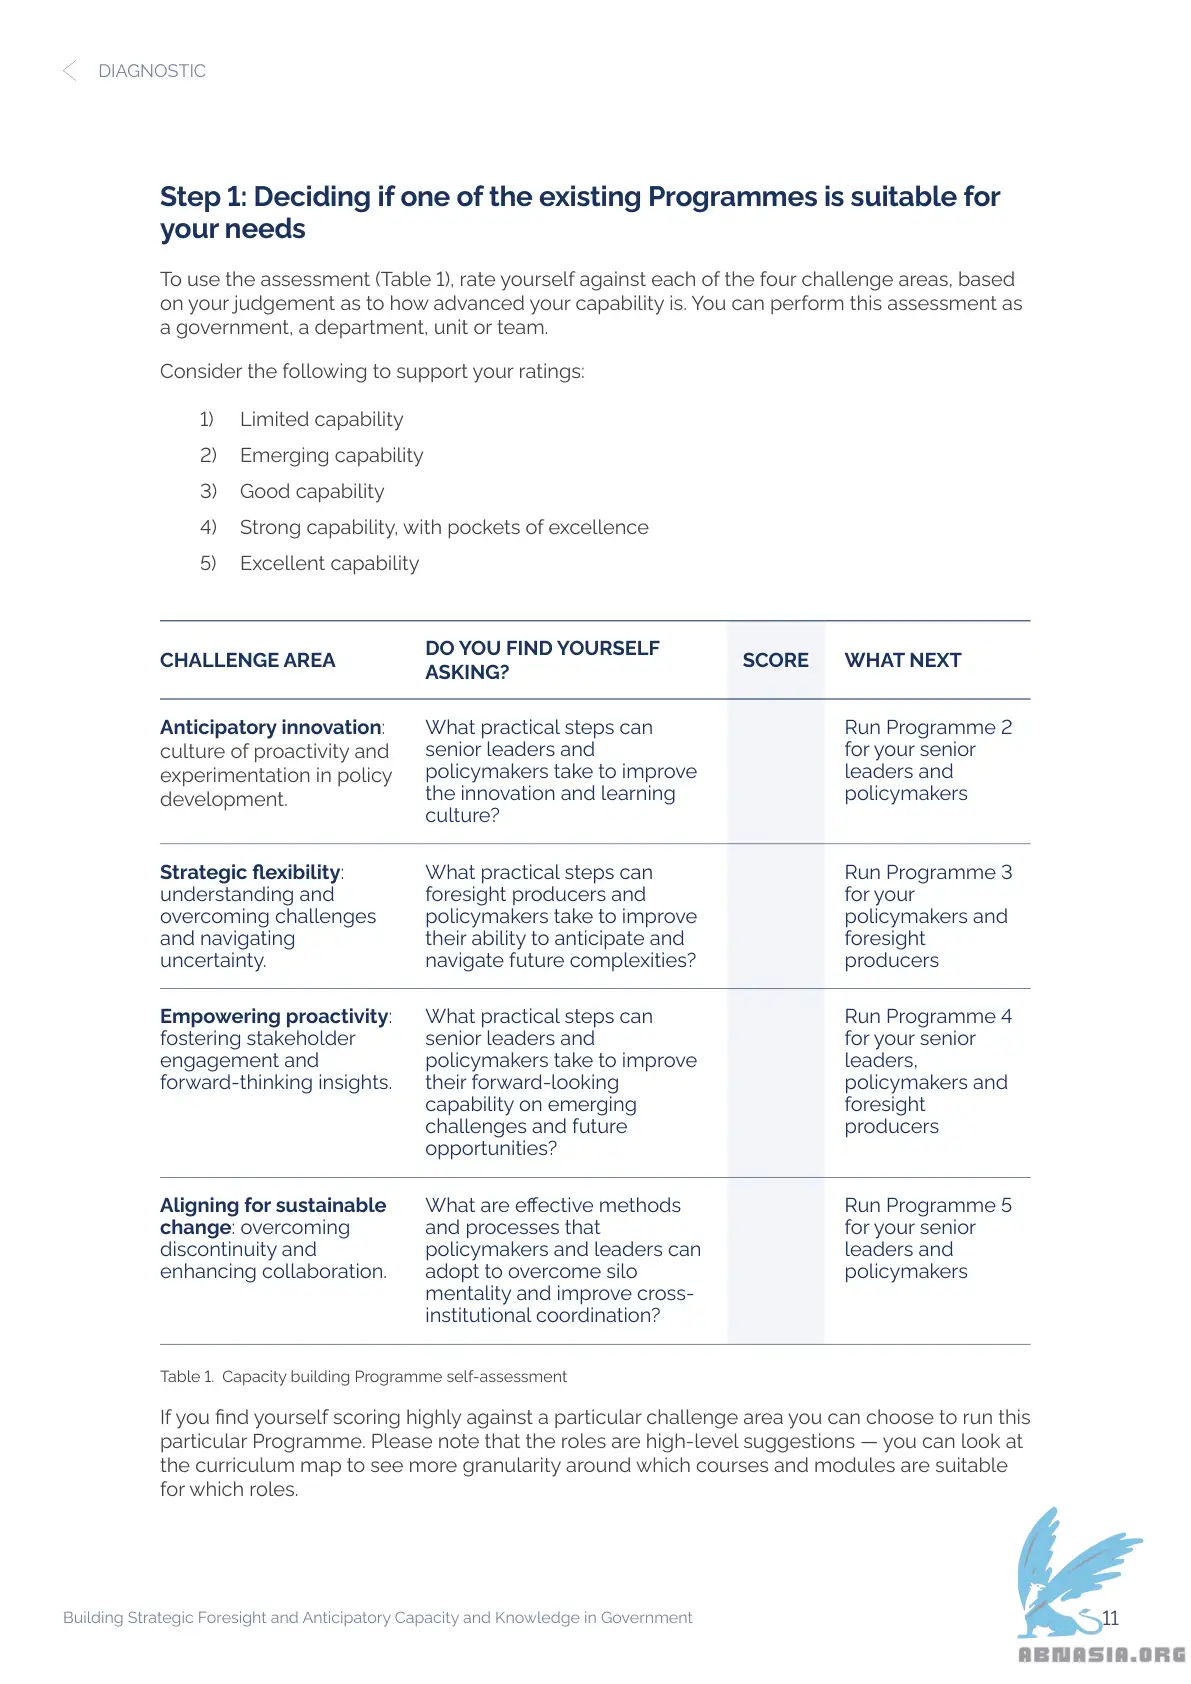 DIAGNOSTIC
Step 1: Deciding if one of the existing Programmes is suitable for
your needs
To use the assessment (Table 1), rate yourself against each of the four challenge areas, based
on your judgement as to how advanced your capability is. You can perform this assessment as
a government, a department, unit or team.
Consider the following to support your ratings:
1) Limited capability
2) Emerging capability
3) Good capability
4) Strong capability, with pockets of excellence
5) Excellent capability
CHALLENGE AREA
DO YOU FIND YOURSELF
ASKING?
SCORE
WHAT NEXT
Anticipatory innovation:
culture of proactivity and
experimentation in policy
development.
What practical steps can
senior leaders and
policymakers take to improve
the innovation and learning
culture?
Run Programme 2
for your senior
leaders and
policymakers
Strategic flexibility:
understanding and
overcoming challenges
and navigating
uncertainty.
What practical steps can
foresight producers and
policymakers take to improve
their ability to anticipate and
navigate future complexities?
Run Programme 3
for your
policymakers and
foresight
producers
Empowering proactivity:
fostering stakeholder
engagement and
forward-thinking insights.
What practical steps can
senior leaders and
policymakers take to improve
their forward-looking
capability on emerging
challenges and future
opportunities?
Run Programme 4
for your senior
leaders,
policymakers and
foresight
producers
Aligning for sustainable
change: overcoming
discontinuity and
enhancing collaboration.
What are effective methods
and processes that
policymakers and leaders can
adopt to overcome silo
mentality and improve cross-
institutional coordination?
Run Programme 5
for your senior
leaders and
policymakers
Table 1. Capacity building Programme self-assessment
If you find yourself scoring highly against a particular challenge area you can choose to run this
particular Programme. Please note that the roles are high-level suggestions — you can look at
the curriculum map to see more granularity around which courses and modules are suitable
for which roles.
Building Strategic Foresight and Anticipatory Capacity and Knowledge in Government
11
ABNASIA.ORG